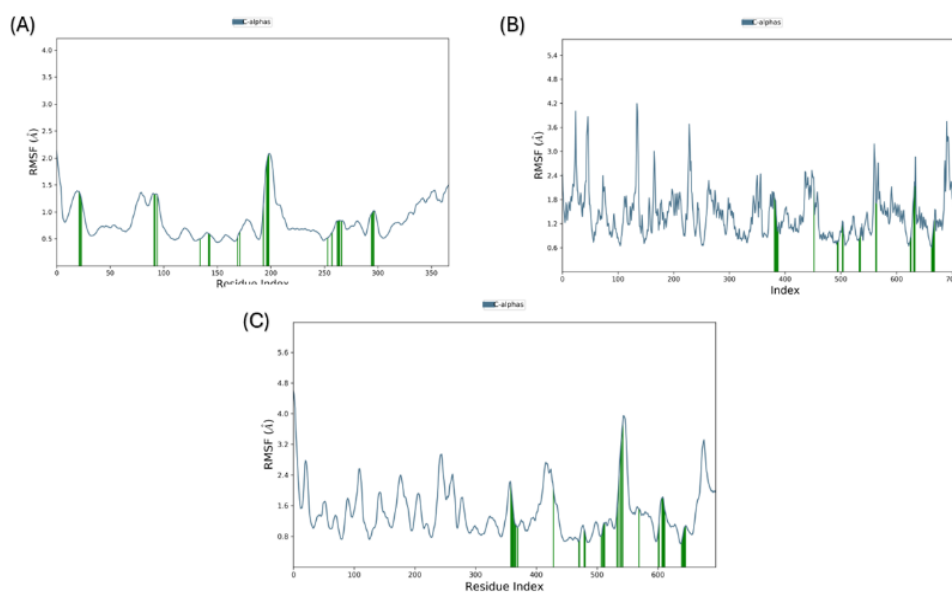 (A)
C-alphas
4.0
3.5
3.0
2.5
2.0
1.5
1.0
0.5
RMSF (Å)
0 50 100 150 200 250 300 350
Residue Index
(B)
C-alphas
5.4
4.8
4.2
3.6
3.0
2.4
1.8
1.2
0.6
RMSF (Å)
0 100 200 300 400 500 600 700
Index
(C)
C-alphas
5.6
4.8
4.0
3.2
2.4
1.6
0.8
RMSF (Å)
0 100 200 300 400 500 600
Residue Index